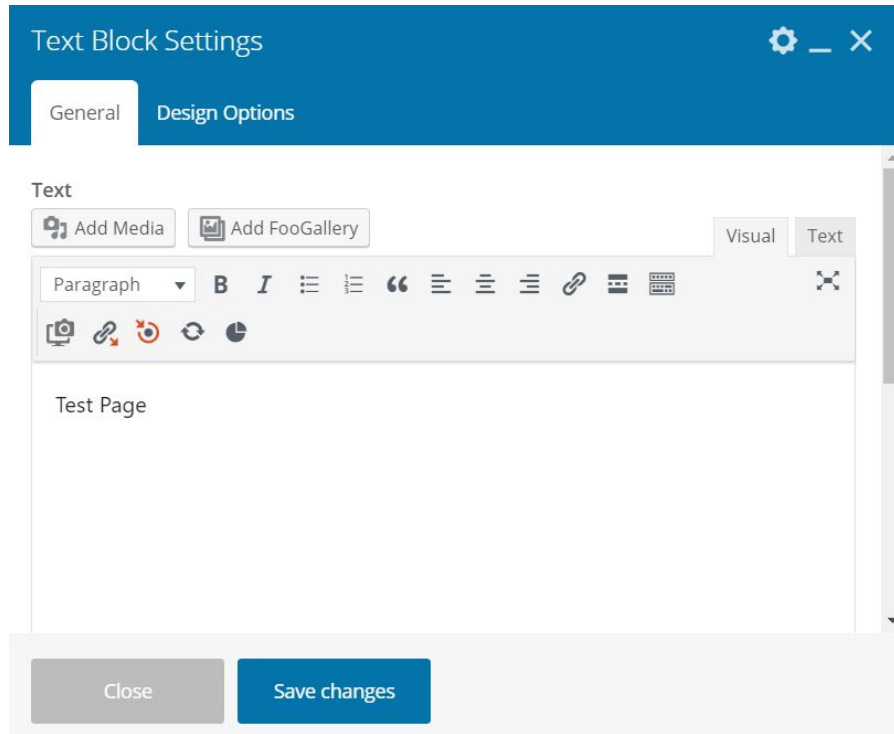 Text Block Settings
General Design Options
Text
Add Media Add FooGallery
Visual Text
Paragraph B I
Test Page
Close Save changes